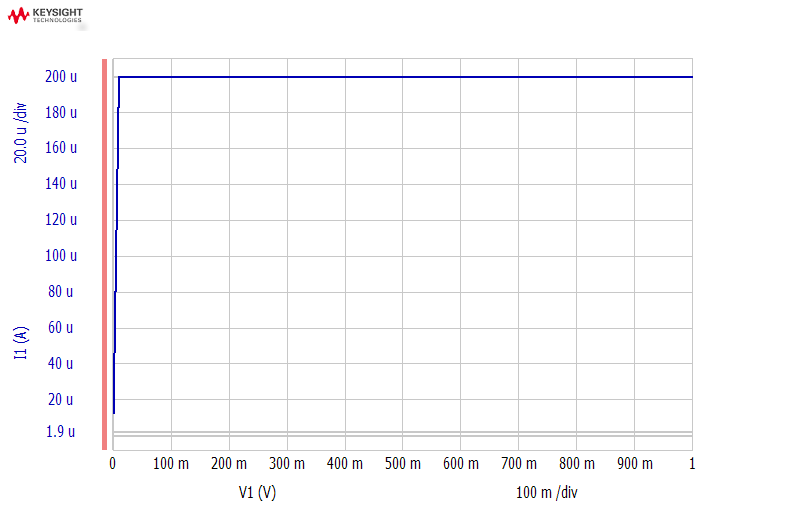 KEYSIGHT
TECHNOLOGIES
20.0 u /div
I1 (A)
200 u
180 u
160 u
140 u
120 u
100 u
80 u
60 u
40 u
20 u
1.9 u
0 100 m 200 m 300 m 400 m 500 m 600 m 700 m 800 m 900 m 1
V1 (V) 100 m /div